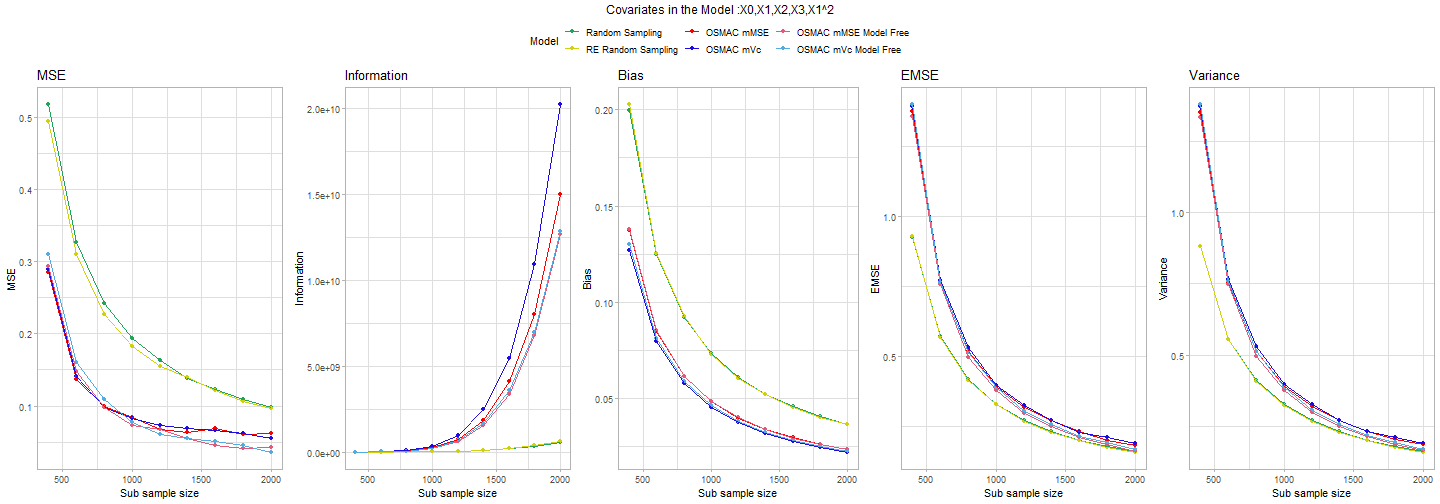 Covariates in the Model :X0,X1,X2,X3,X1^2
Model
Random Sampling
OSMAC mMSE
OSMAC mMSE Model Free
RE Random Sampling
OSMAC mVc
OSMAC mVc Model Free
MSE
MSE
0.5
0.4
0.3
0.2
0.1
500
1000
1500
2000
Sub sample size
Information
Information
2.0e+10
1.5e+10
1.0e+10
5.0e+09
0.0e+00
500
1000
1500
2000
Sub sample size
Bias
Bias
0.20
0.15
0.10
0.05
500
1000
1500
2000
Sub sample size
EMSE
EMSE
1.0
0.5
500
1000
1500
2000
Sub sample size
Variance
Variance
1.0
0.5
500
1000
1500
2000
Sub sample size